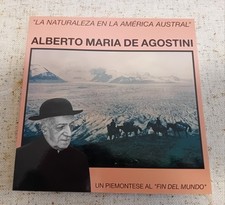 "LA NATURALEZA EN LA AMÉRICA AUSTRAL"
ALBERTO MARIA DE AGOSTINI
UN PIEMONTESE AL "FIN DEL MUNDO"